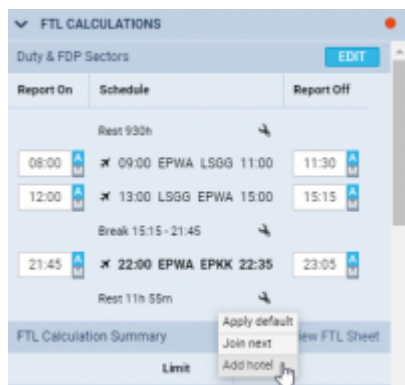 FTL CALCULATIONS
Duty & FDP Sectors EDIT
Report On Schedule Report Off
Rest 930h
08:00 A M 09:00 EPWA LSGG 11:00 11:30 A M
12:00 A M 13:00 LSGG EPWA 15:00 15:15 A M
Break 15:15 - 21:45
21:45 A M 22:00 EPWA EPKK 22:35 23:05 A M
Rest 11h 55m
Apply default
FTL Calculation Summary Join next iew FTL Sheet
Limit Add hotel